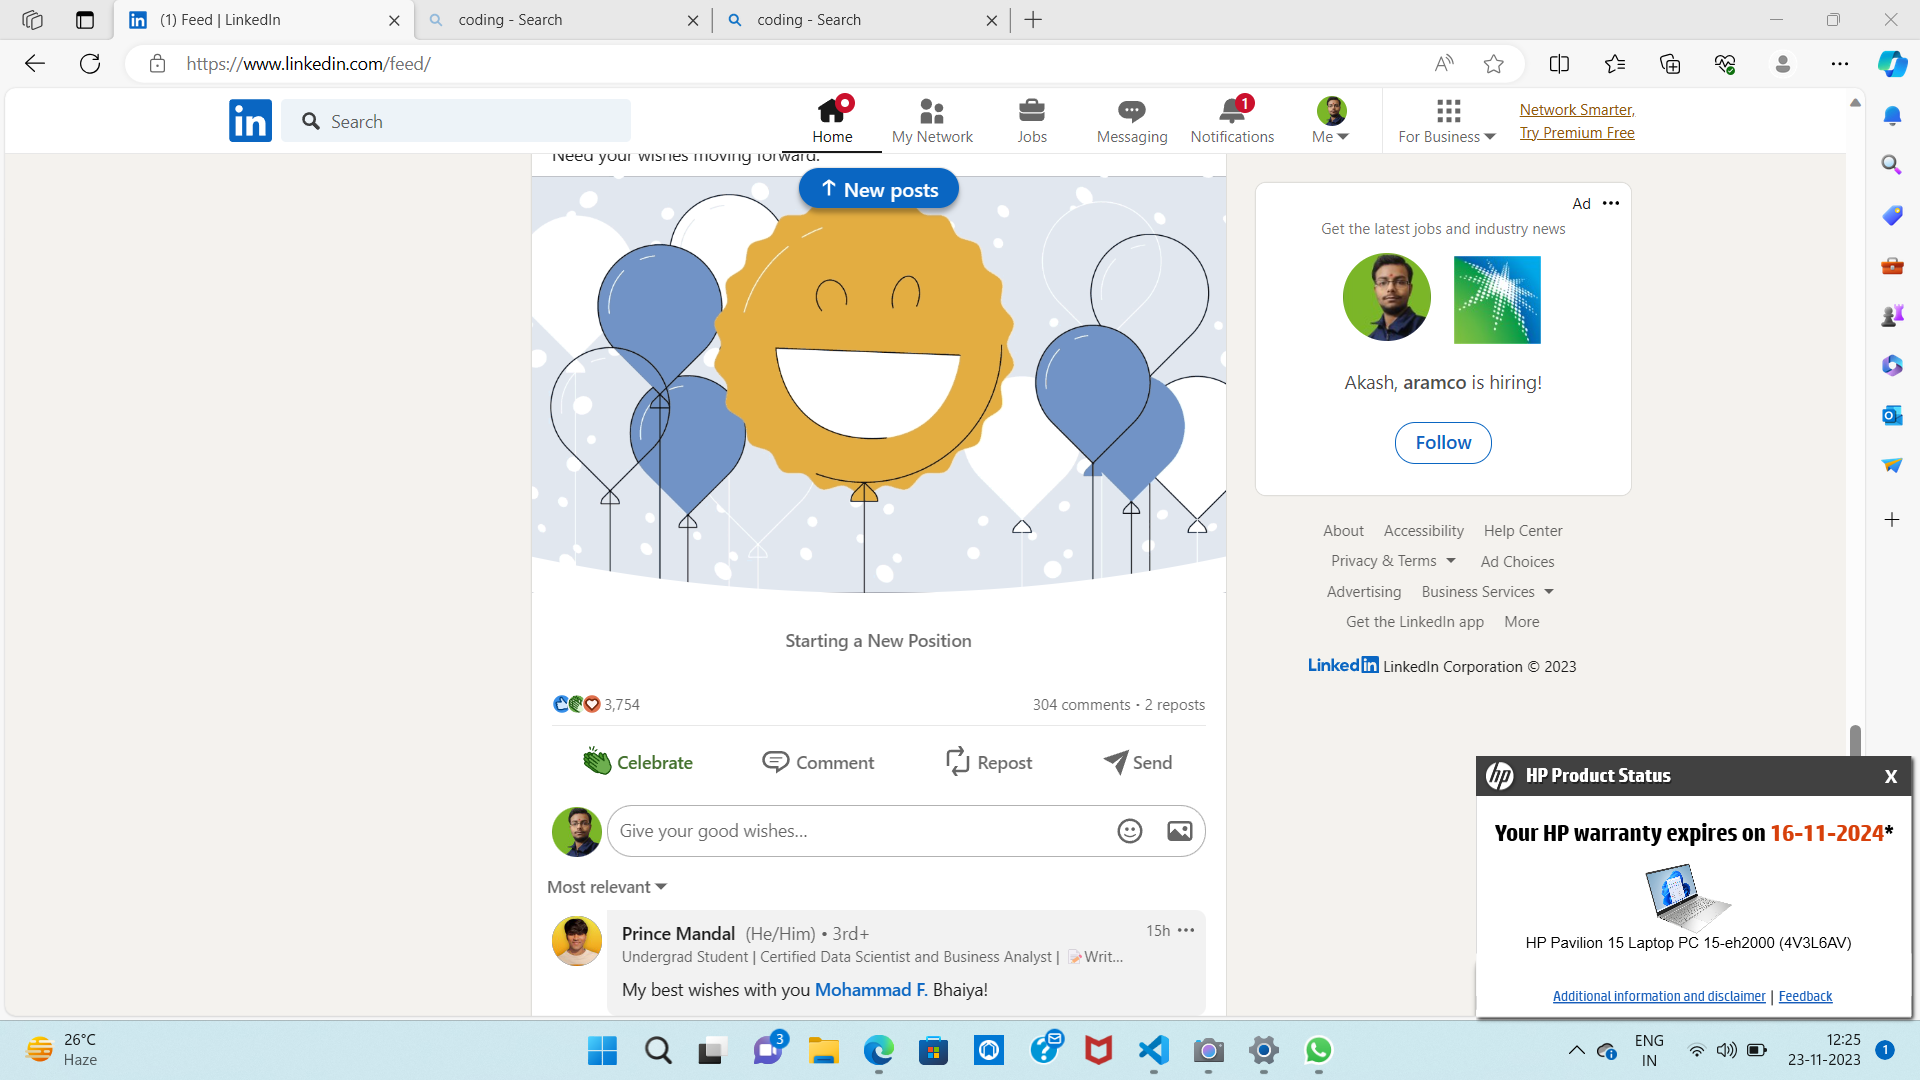 (1) Feed | LinkedIn
coding - Search
coding - Search
https://www.linkedin.com/feed/
in
Search
Home
My Network
Jobs
Messaging
1
Notifications
Me
For Business
Network Smarter,
Try Premium Free
Need your wishes moving forward.
New posts
Starting a New Position
3,754
304 comments • 2 reposts
Celebrate
Comment
Repost
Send
Give your good wishes...
Most relevant
Prince Mandal (He/Him) • 3rd+
15h
Undergrad Student | Certified Data Scientist and Business Analyst | Writ...
My best wishes with you Mohammad F. Bhaiya!
Ad
Get the latest jobs and industry news
Akash, aramco is hiring!
Follow
About Accessibility Help Center
Privacy & Terms Ad Choices
Advertising Business Services
Get the LinkedIn app More
LinkedIn LinkedIn Corporation © 2023
hp HP Product Status X
Your HP warranty expires on 16-11-2024*
HP Pavilion 15 Laptop PC 15-eh2000 (4V3L6AV)
Additional information and disclaimer | Feedback
26°C
Haze
3
ENG
IN
12:25
23-11-2023
1